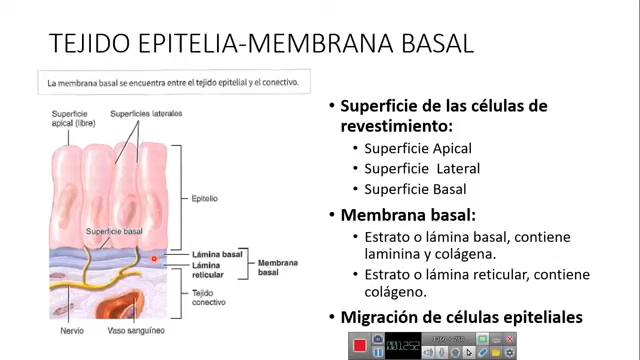 TEJIDO EPITELIA-MEMBRANA BASAL
La membrana basal se encuentra entre el tejido epitelial y el conectivo.
Superficie
apical (libre)
Superficies laterales
Epitelio
Superficie basal
Lámina basal
Lámina
reticular
Membrana
basal
Tejido
conectivo
Nervio
Vaso sanguíneo
• Superficie de las células de
revestimiento:
• Superficie Apical
• Superficie Lateral
• Superficie Basal
• Membrana basal:
• Estrato o lámina basal, contiene
laminina y colágena.
• Estrato o lámina reticular, contiene
colágeno.
• Migración de células epiteliales